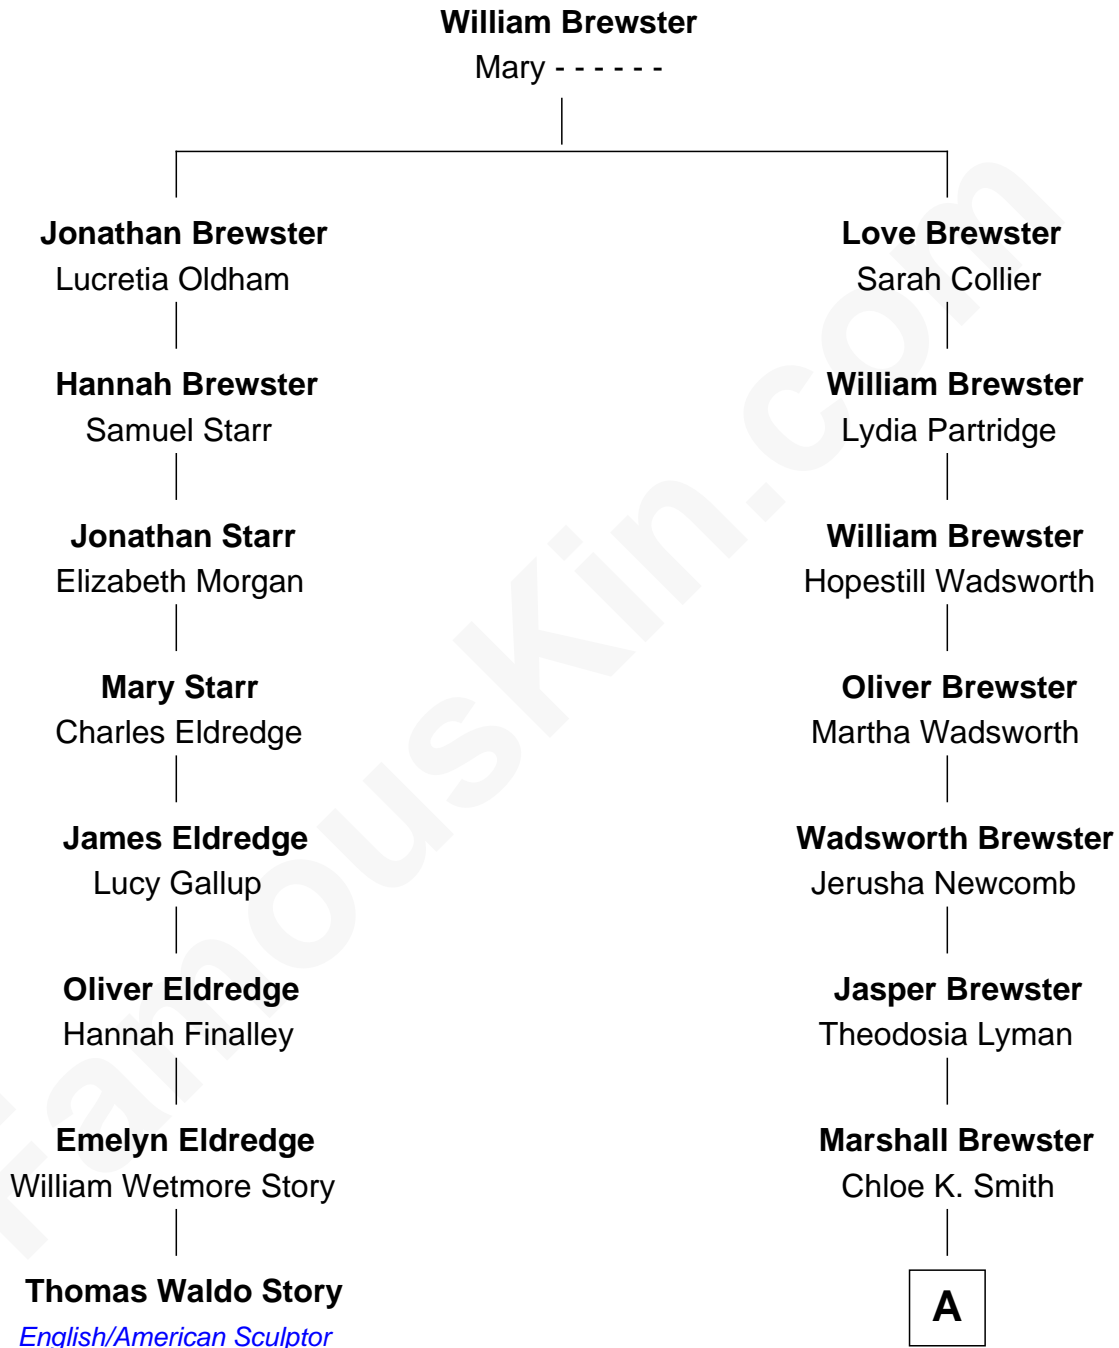 William Brewster
Mary - - - - - -
Jonathan Brewster
Lucretia Oldham
Love Brewster
Sarah Collier
Hannah Brewster
Samuel Starr
William Brewster
Lydia Partridge
Jonathan Starr
Elizabeth Morgan
William Brewster
Hopestill Wadsworth
Mary Starr
Charles Eldredge
Oliver Brewster
Martha Wadsworth
James Eldredge
Lucy Gallup
Wadsworth Brewster
Jerusha Newcomb
Oliver Eldredge
Hannah Finalley
Jasper Brewster
Theodosia Lyman
Emelyn Eldredge
William Wetmore Story
Marshall Brewster
Chloe K. Smith
Thomas Waldo Story
English/American Sculptor
A
FamousKin.com